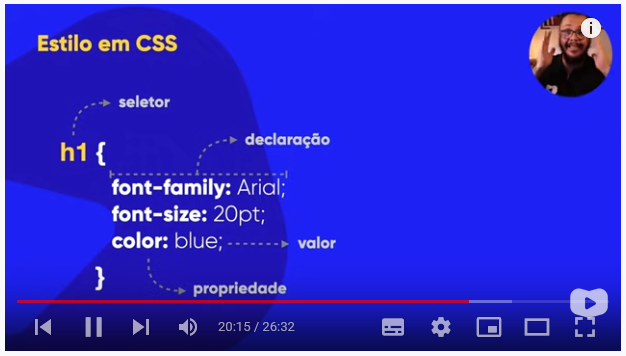 Estilo em CSS
seletor
h1 {
declaração
font-family: Arial;
font-size: 20pt;
color: blue;
valor
}
propriedade
20:15 / 26:32